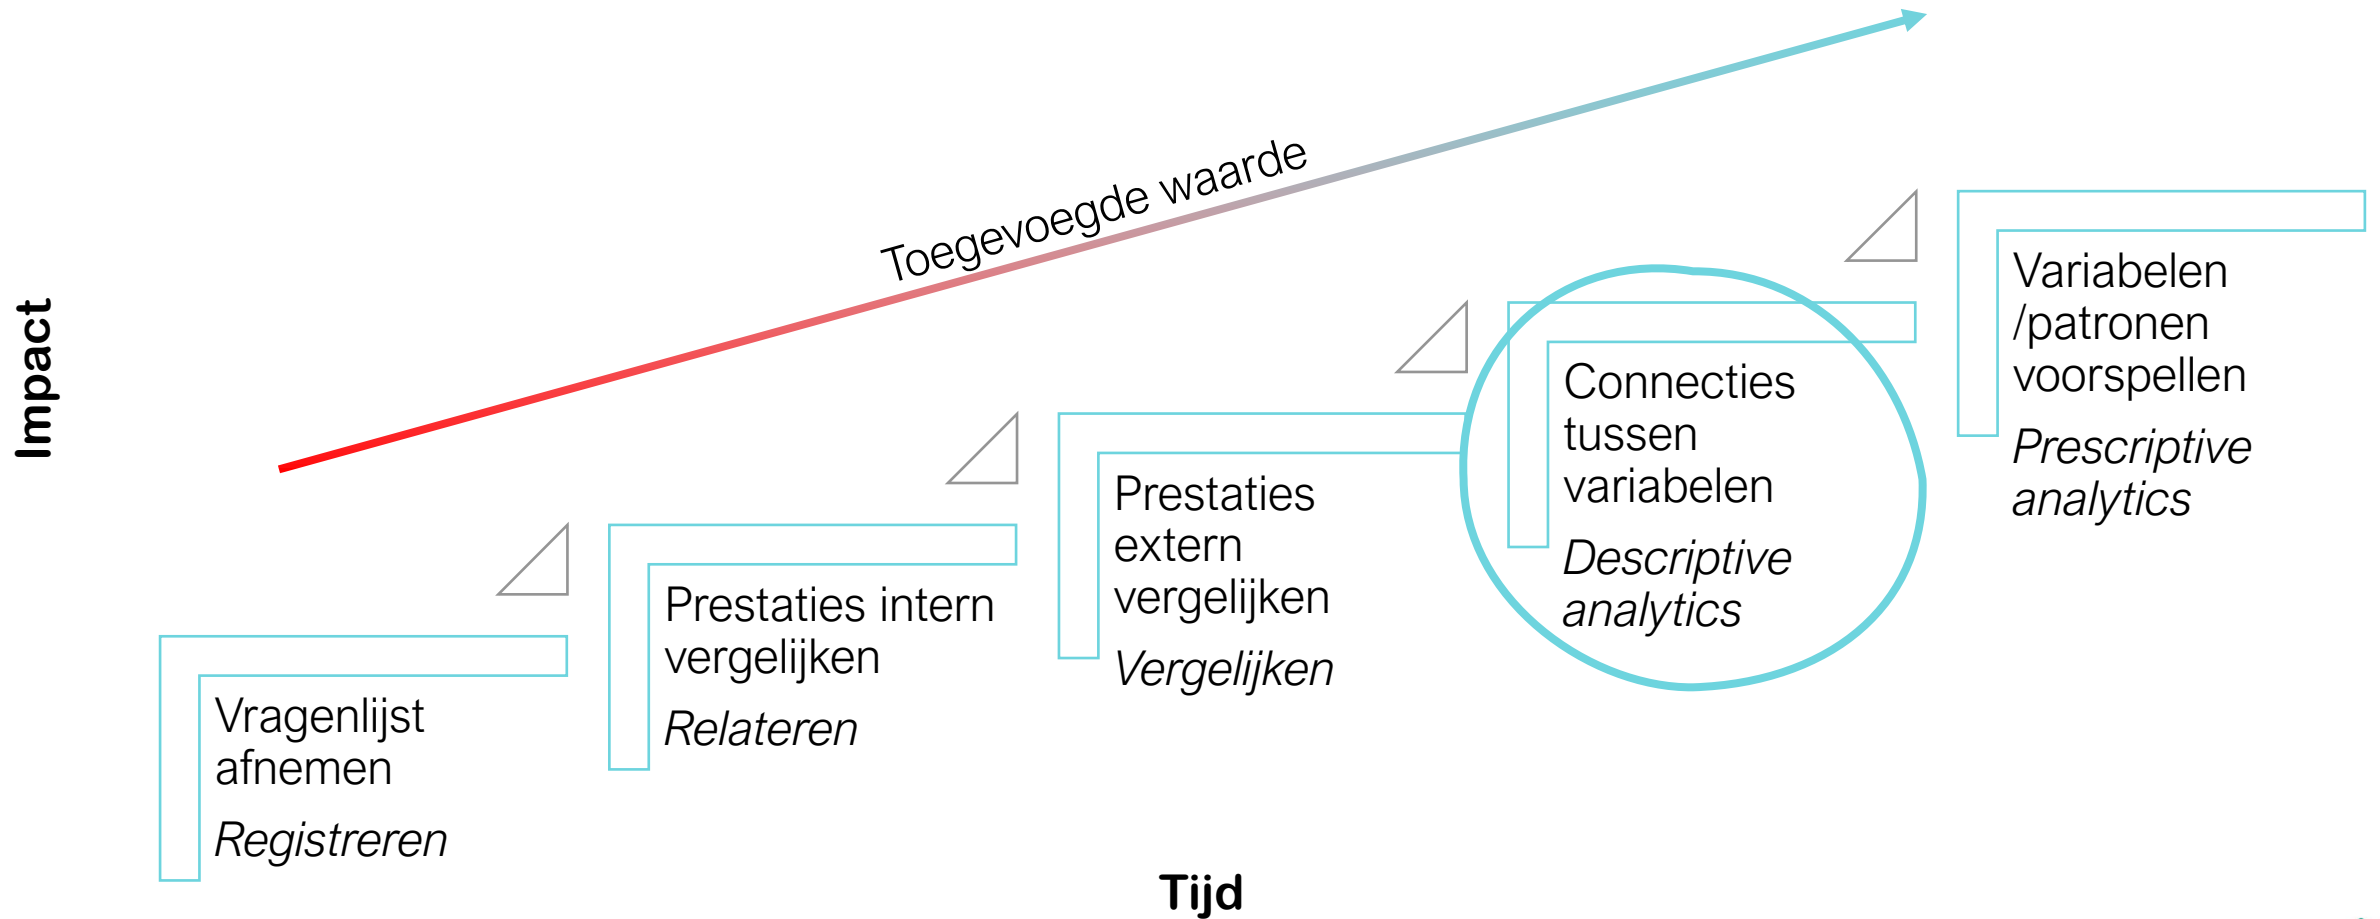 Impact
Toegevoegde waarde
Vragenlijst
afnemen
Registreren
Prestaties intern
vergelijken
Relateren
Prestaties
extern
vergelijken
Vergelijken
Connecties
tussen
variabelen
Descriptive
analytics
Variabelen
/patronen
voorspellen
Prescriptive
analytics
Tijd